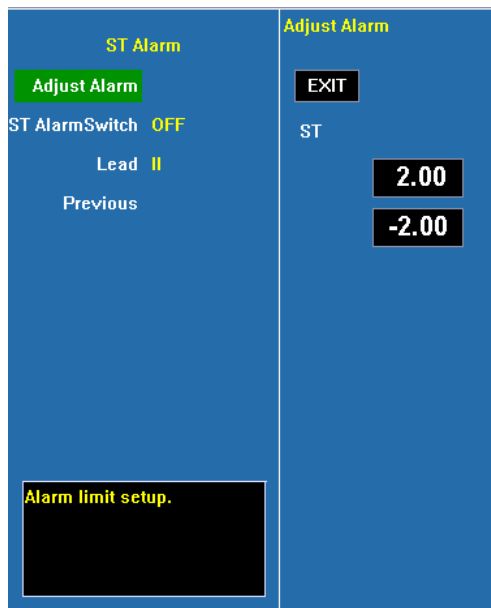 ST Alarm
Adjust Alarm
ST AlarmSwitch OFF
Lead II
Previous
Alarm limit setup.
Adjust Alarm
EXIT
ST
2.00
-2.00